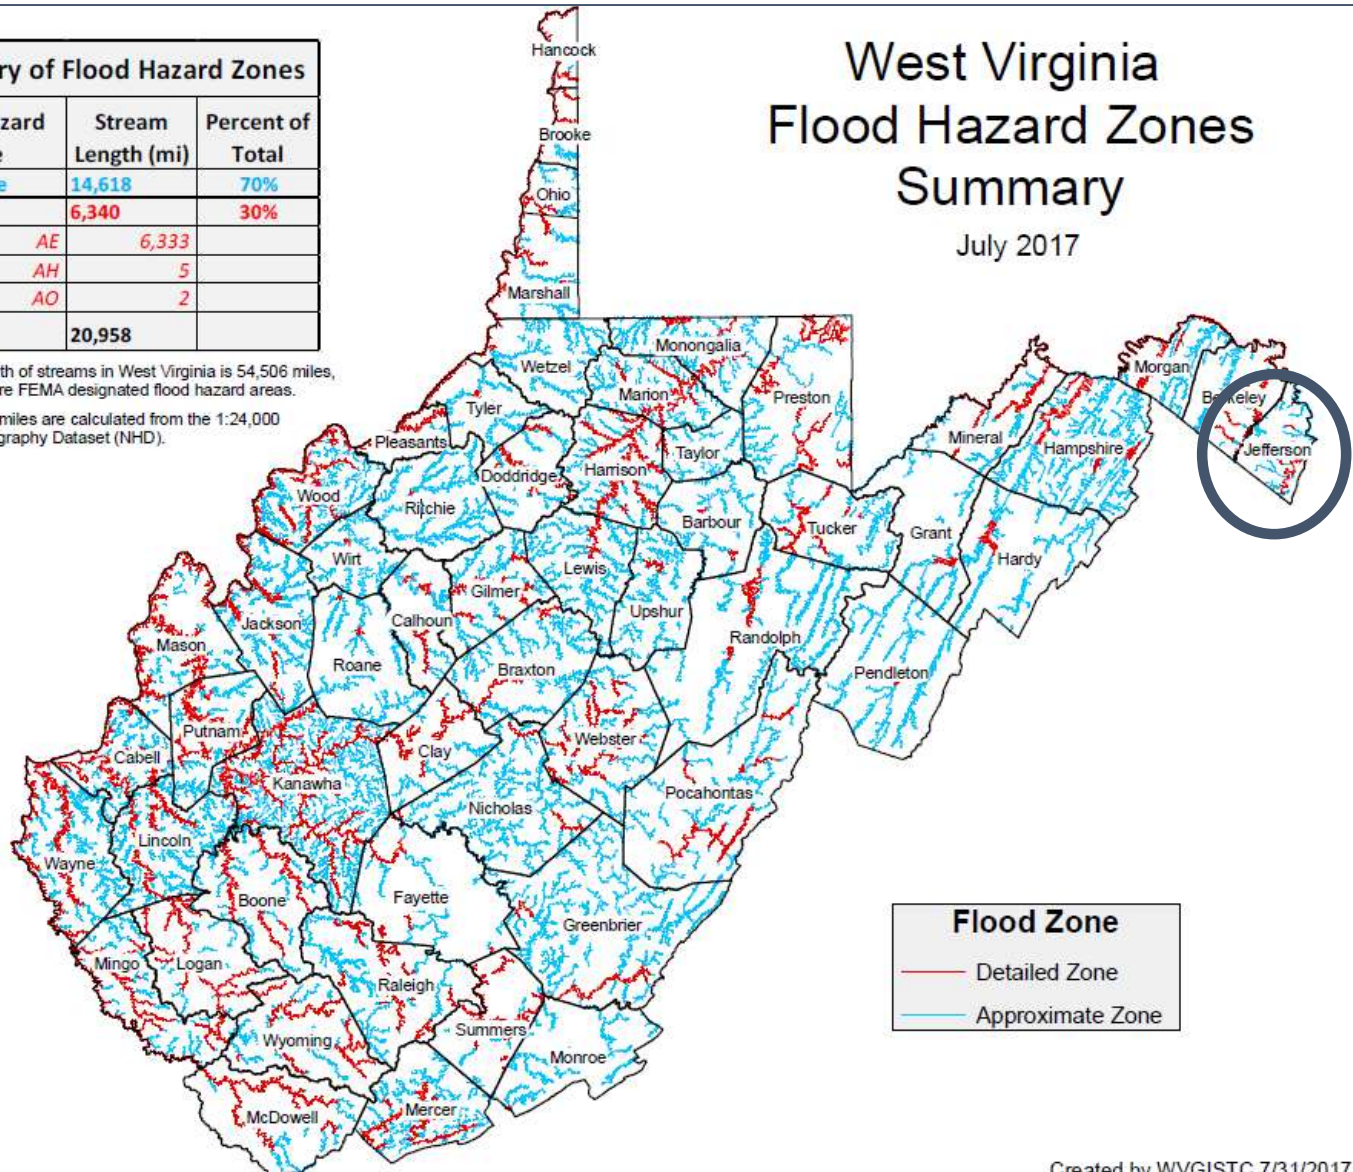 West Virginia
Flood Hazard Zones
Summary
July 2017
ry of Flood Hazard Zones
zard Stream Percent of
e Length (mi) Total
e 14,618 70%
6,340 30%
AE 6,333
AH 5
AO 2
20,958
th of streams in West Virginia is 54,506 miles,
re FEMA designated flood hazard areas.
miles are calculated from the 1:24,000
graphy Dataset (NHD).
Hancock
Brooke
Ohio
Marshall
Wetzel
Monongalia
Morgan
Berkeley
Marion
Preston
Tyler
Pleasants
Mineral
Hampshire
Jefferson
Taylor
Harrison
Doddridge
Wood
Ritchie
Barbour
Tucker
Grant
Hardy
Wirt
Lewis
Gilmer
Upshur
Calhoun
Jackson
Randolph
Mason
Roane
Braxton
Pendleton
Putnam
Webster
Clay
Cabell
Kanawha
Pocahontas
Nicholas
Lincoln
Wayne
Fayette
Boone
Greenbrier
Mingo
Logan
Raleigh
Summers
Wyoming
Monroe
Mercer
McDowell
Flood Zone
Detailed Zone
Approximate Zone
Created by WVGISTC 7/31/2017